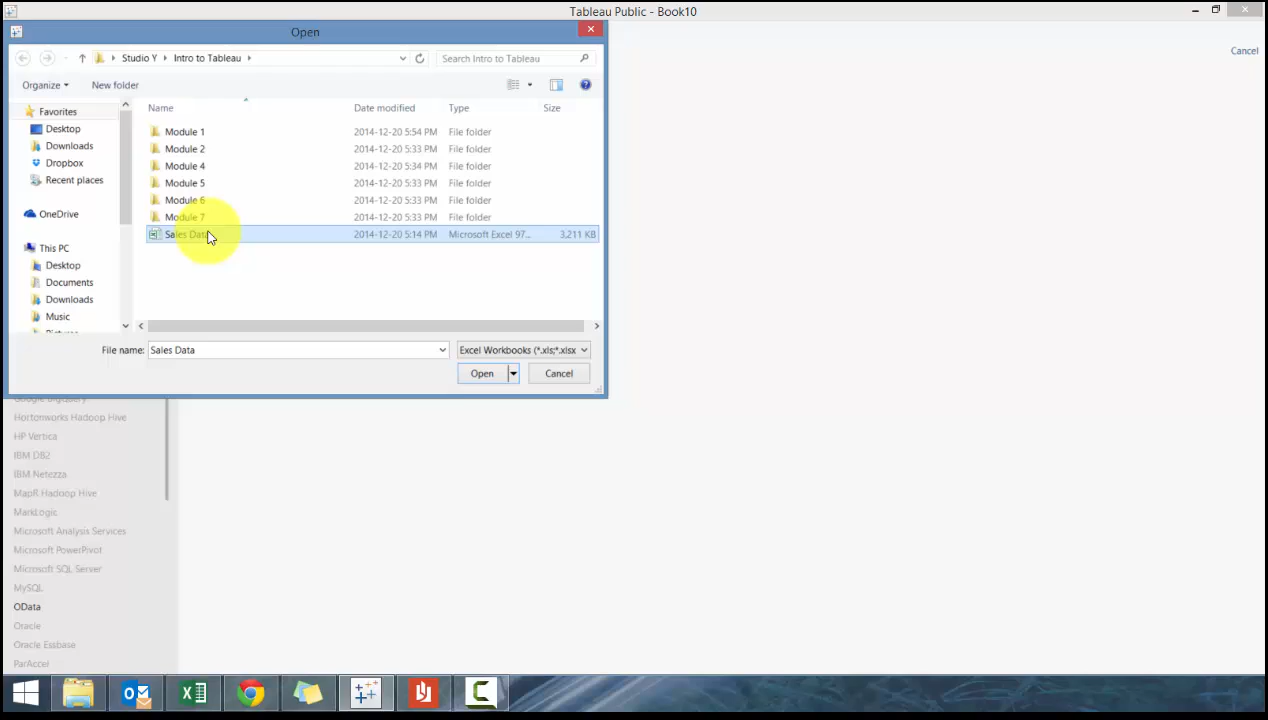 Tableau Public - Book10
Open
Cancel
Studio Y Intro to Tableau
Search Intro to Tableau
Organize New folder
Name Date modified Type Size
Favorites
Desktop
Downloads
Dropbox
Recent places
OneDrive
This PC
Desktop
Documents
Downloads
Music
Pictures
Module 1 2014-12-20 5:54 PM File folder
Module 2 2014-12-20 5:33 PM File folder
Module 4 2014-12-20 5:34 PM File folder
Module 5 2014-12-20 5:33 PM File folder
Module 6 2014-12-20 5:33 PM File folder
Module 7 2014-12-20 5:33 PM File folder
Sales Data 2014-12-20 5:14 PM Microsoft Excel 97... 3,211 KB
File name: Sales Data Excel Workbooks (*.xls;*.xlsx
Open Cancel
Google BigQuery
Hortonworks Hadoop Hive
HP Vertica
IBM DB2
IBM Netezza
MapR Hadoop Hive
MarkLogic
Microsoft Analysis Services
Microsoft PowerPivot
Microsoft SQL Server
MySQL
OData
Oracle
Oracle Essbase
ParAccel